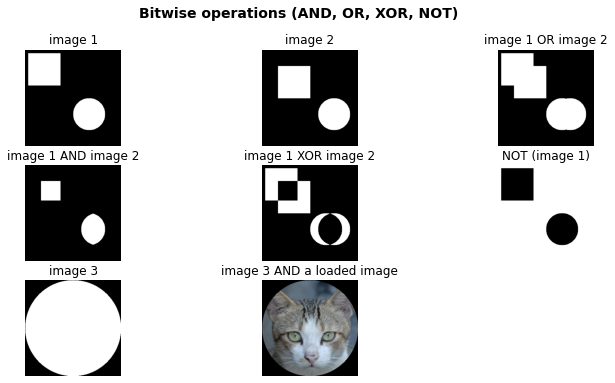 Bitwise operations (AND, OR, XOR, NOT)
image 1
image 2
image 1 OR image 2
image 1 AND image 2
image 1 XOR image 2
NOT (image 1)
image 3
image 3 AND a loaded image